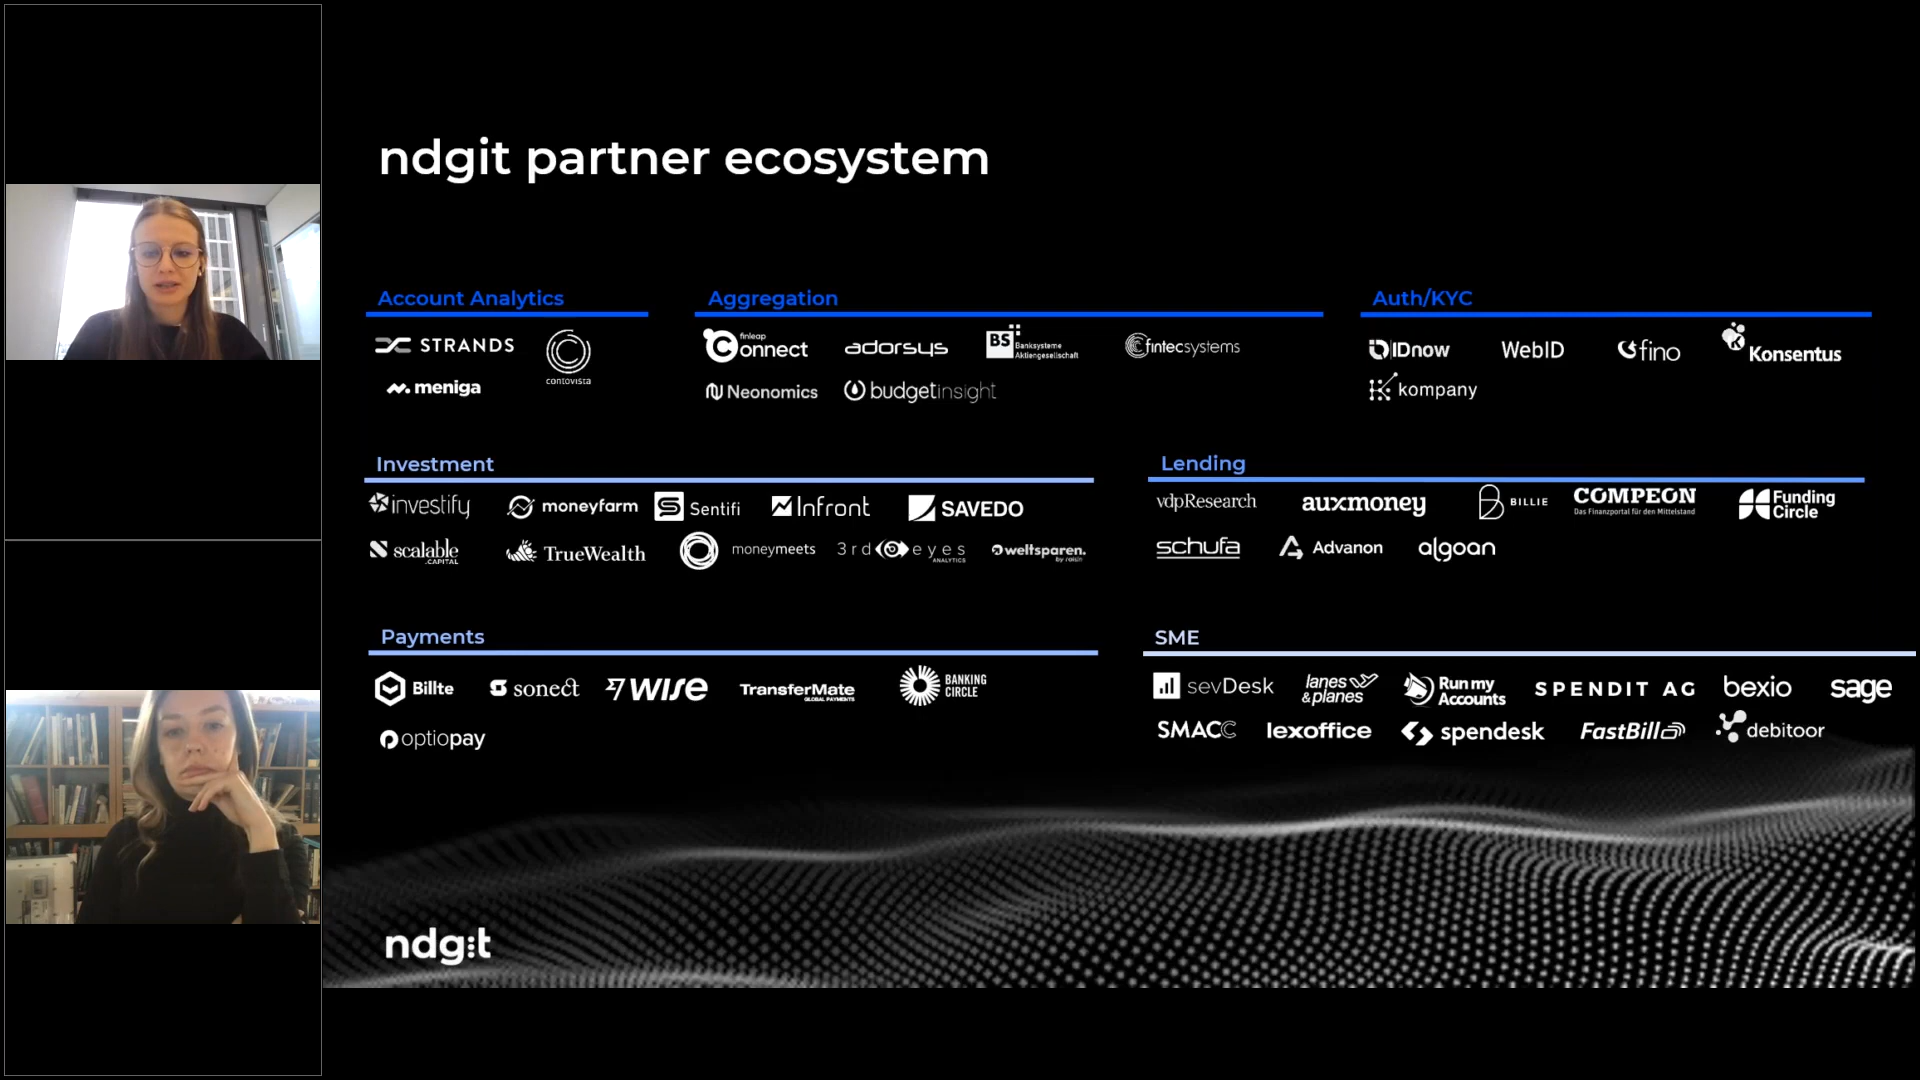 ndgit partner ecosystem
Account Analytics
STRANDS
contovista
meniga
Aggregation
finleap
connect
adorsys
BS
Banksysteme
Aktiengesellschaft
fintecsystems
Neonomics
budgetinsight
Auth/KYC
IDnow
WebID
fino
Konsentus
kompany
Investment
investify
moneyfarm
Sentifi
Infront
SAVEDO
scalable
.CAPITAL
TrueWealth
moneymeets
3rd eyes
ANALYTICS
weltsparen.
by raisin
Lending
vdpResearch
auxmoney
BILLIE
COMPEON
Das Finanzportal für den Mittelstand
Funding
Circle
schufa
Advanon
algoan
Payments
Billte
sonect
WISE
TransferMate
GLOBAL PAYMENTS
BANKING
CIRCLE
optiopay
SME
sevDesk
lanes
&planes
Run my
Accounts
SPENDIT AG
bexio
sage
SMACC
lexoffice
spendesk
FastBill
debitoor
ndgit